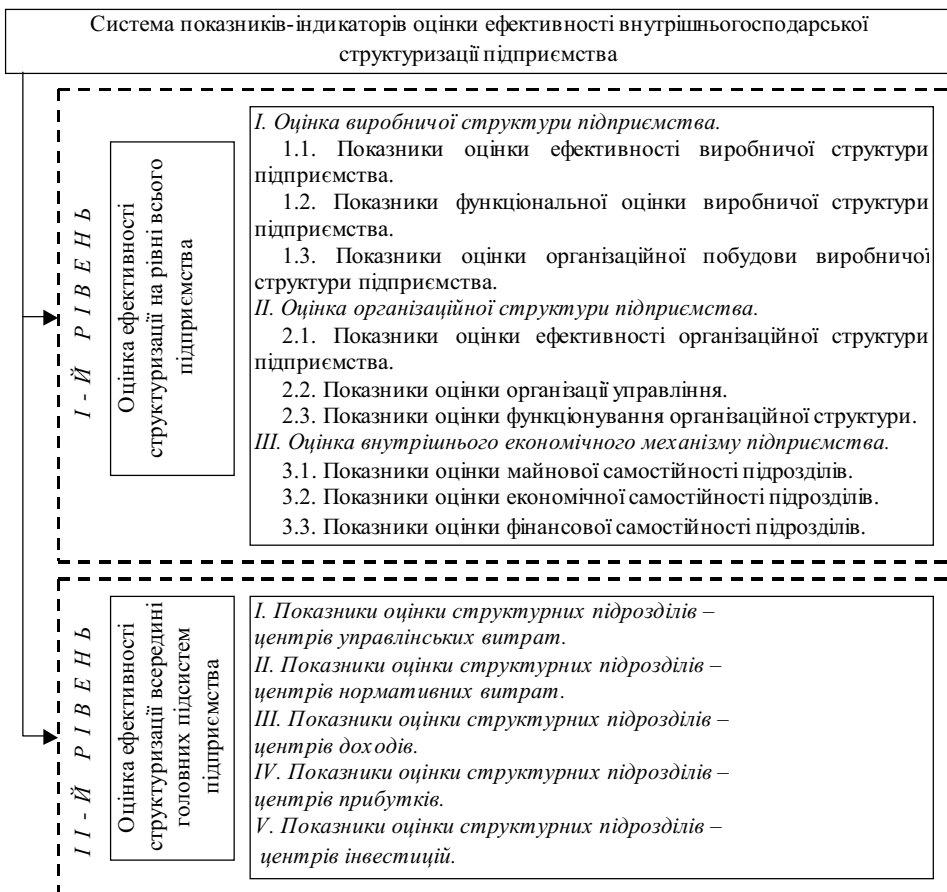 Система показників-індикаторів оцінки ефективності внутрішньогосподарської
структуризації підприємства
І-Й РІВЕНЬ
Оцінка ефективності
структуризації на рівні всього
підприємства
І. Оцінка виробничої структури підприємства.
1.1. Показники оцінки ефективності виробничої структури
підприємства.
1.2. Показники функціональної оцінки виробничої структури
підприємства.
1.3. Показники оцінки організаційної побудови виробничої
структури підприємства.
ІІ. Оцінка організаційної структури підприємства.
2.1. Показники оцінки ефективності організаційної структури
підприємства.
2.2. Показники оцінки організації управління.
2.3. Показники оцінки функціонування організаційної структури.
ІІІ. Оцінка внутрішнього економічного механізму підприємства.
3.1. Показники оцінки майнової самостійності підрозділів.
3.2. Показники оцінки економічної самостійності підрозділів.
3.3. Показники оцінки фінансової самостійності підрозділів.
ІІ-Й РІВЕНЬ
Оцінка ефективності
структуризації всередині
головних підсистем
підприємства
І. Показники оцінки структурних підрозділів –
центрів управлінських витрат.
ІІ. Показники оцінки структурних підрозділів –
центрів нормативних витрат.
ІІІ. Показники оцінки структурних підрозділів –
центрів доходів.
IV. Показники оцінки структурних підрозділів –
центрів прибутків.
V. Показники оцінки структурних підрозділів –
центрів інвестицій.